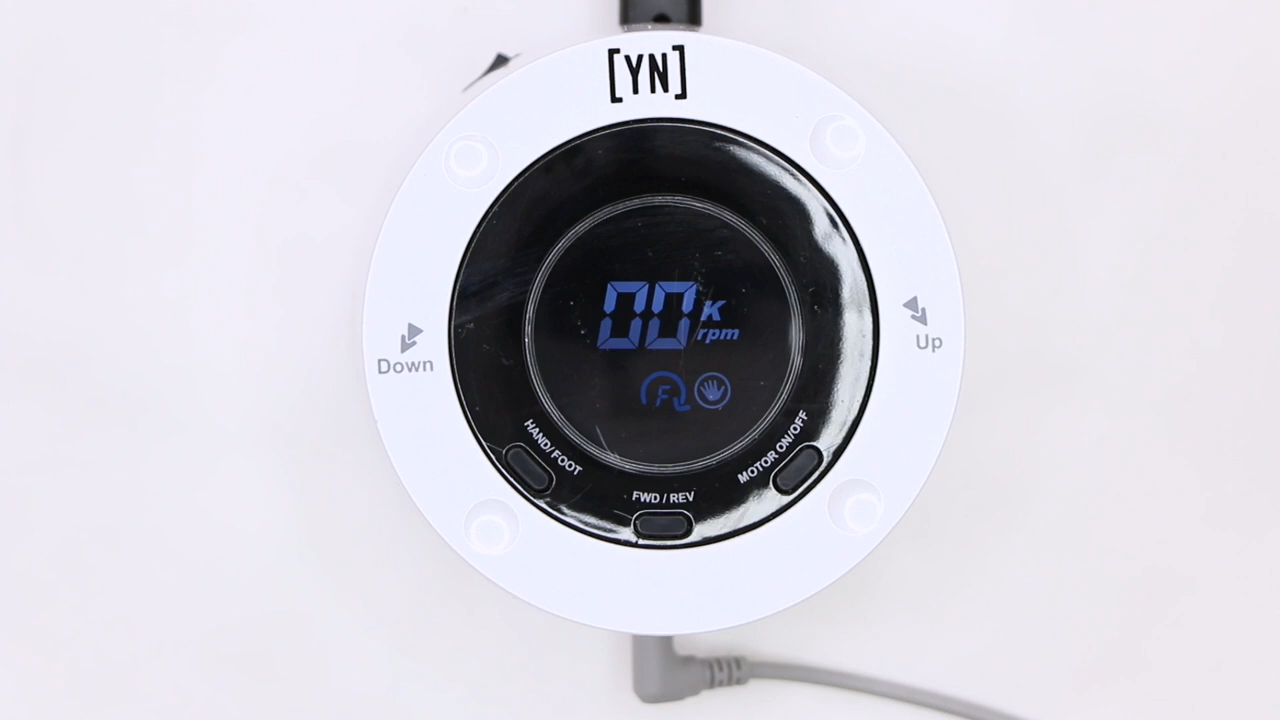 [YN]
00 K
rpm
F
Down
Up
HAND/ FOOT
FWD / REV
MOTOR ON/OFF